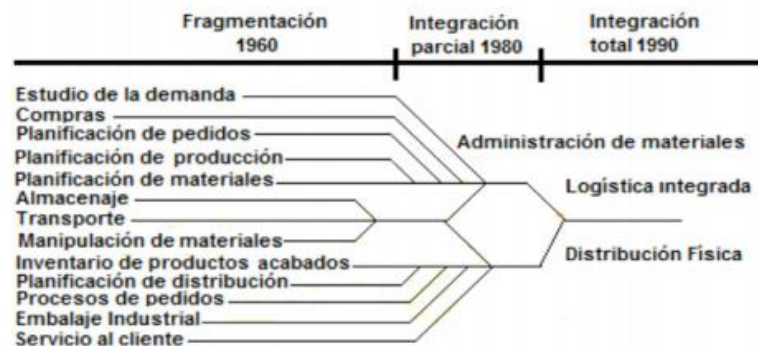 Fragmentación
1960
Integración
parcial 1980
Integración
total 1990
Estudio de la demanda
Compras
Planificación de pedidos
Planificación de producción
Planificación de materiales
Almacenaje
Transporte
Manipulación de materiales
Inventario de productos acabados
Planificación de distribución
Procesos de pedidos
Embalaje Industrial
Servicio al cliente
Administración de materiales
Logística integrada
Distribución Física